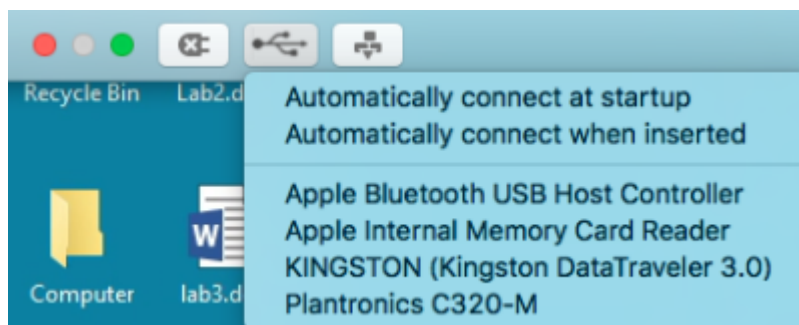 Recycle Bin
Lab2.d
Automatically connect at startup
Automatically connect when inserted
Apple Bluetooth USB Host Controller
Apple Internal Memory Card Reader
KINGSTON (Kingston DataTraveler 3.0)
Plantronics C320-M
W
Computer
lab3.d